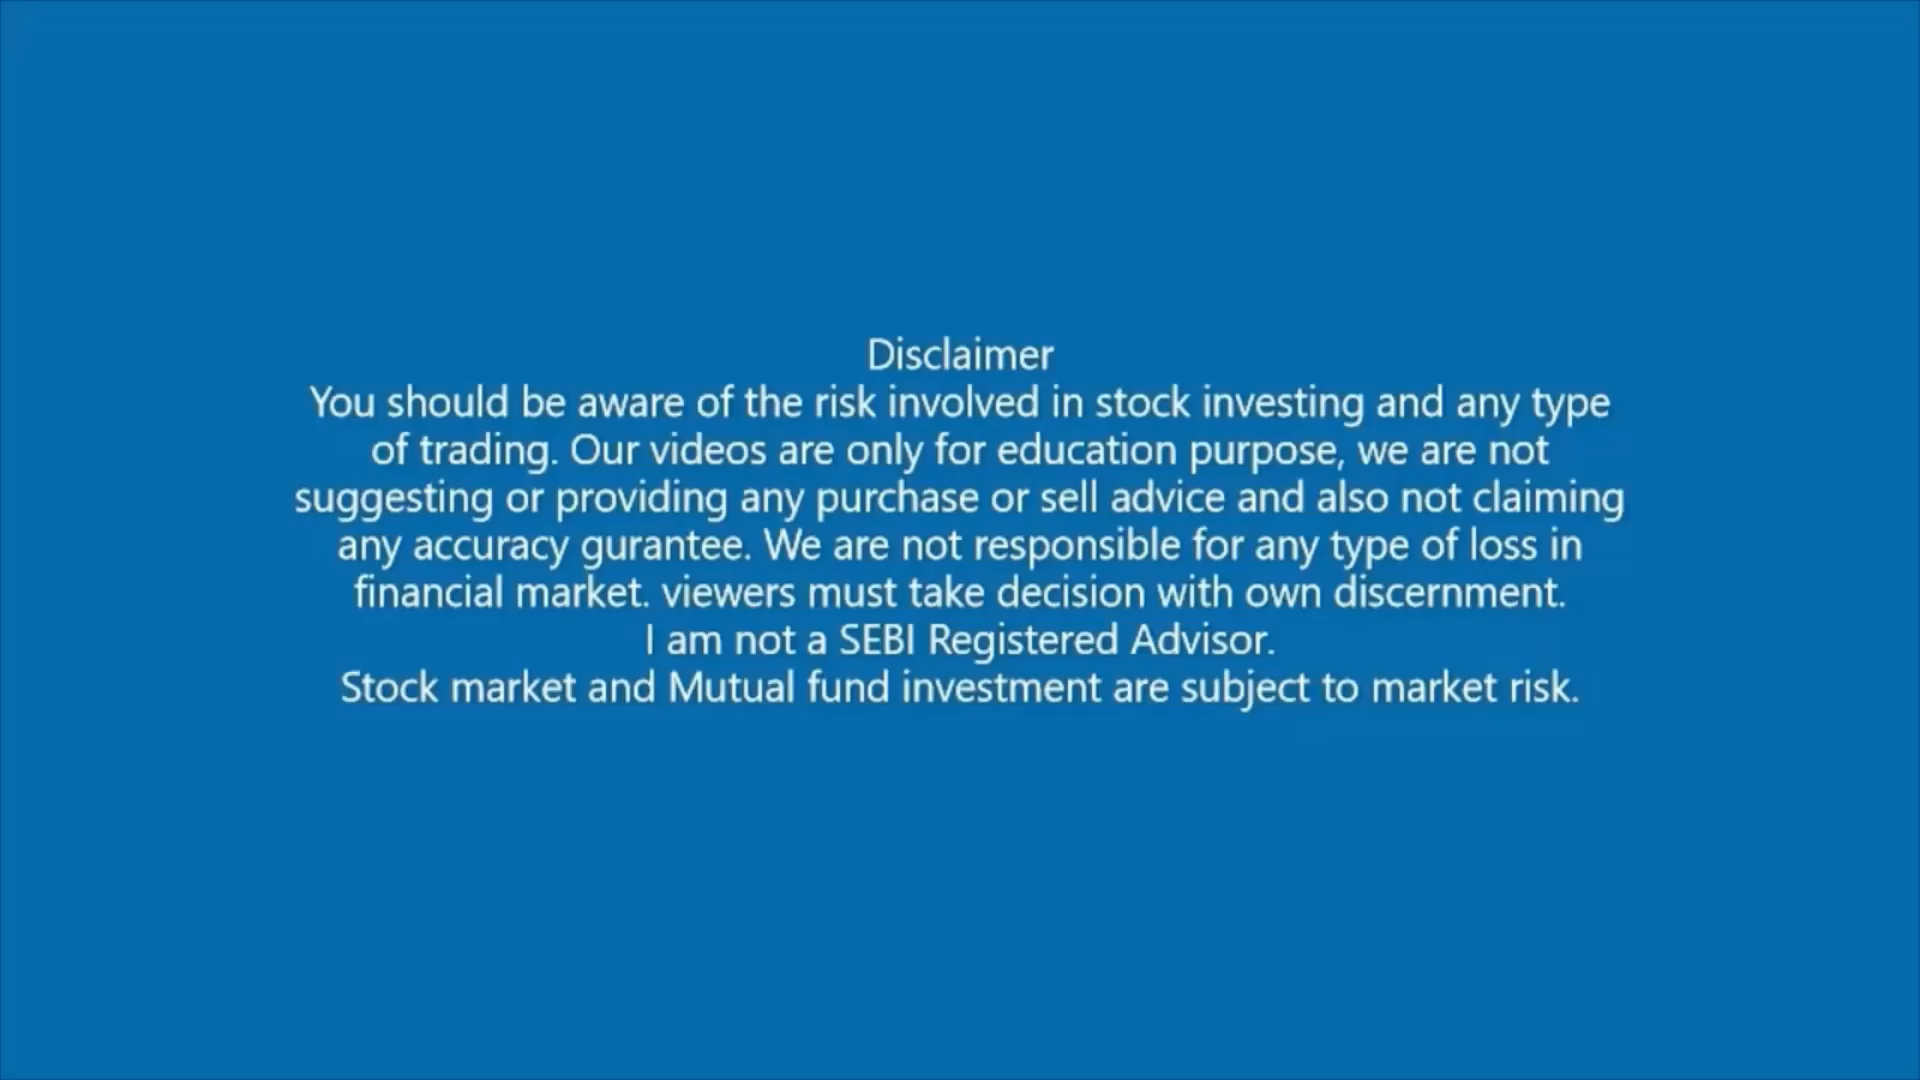 Disclaimer
You should be aware of the risk involved in stock investing and any type
of trading. Our videos are only for education purpose, we are not
suggesting or providing any purchase or sell advice and also not claiming
any accuracy gurantee. We are not responsible for any type of loss in
financial market. viewers must take decision with own discernment.
I am not a SEBI Registered Advisor.
Stock market and Mutual fund investment are subject to market risk.